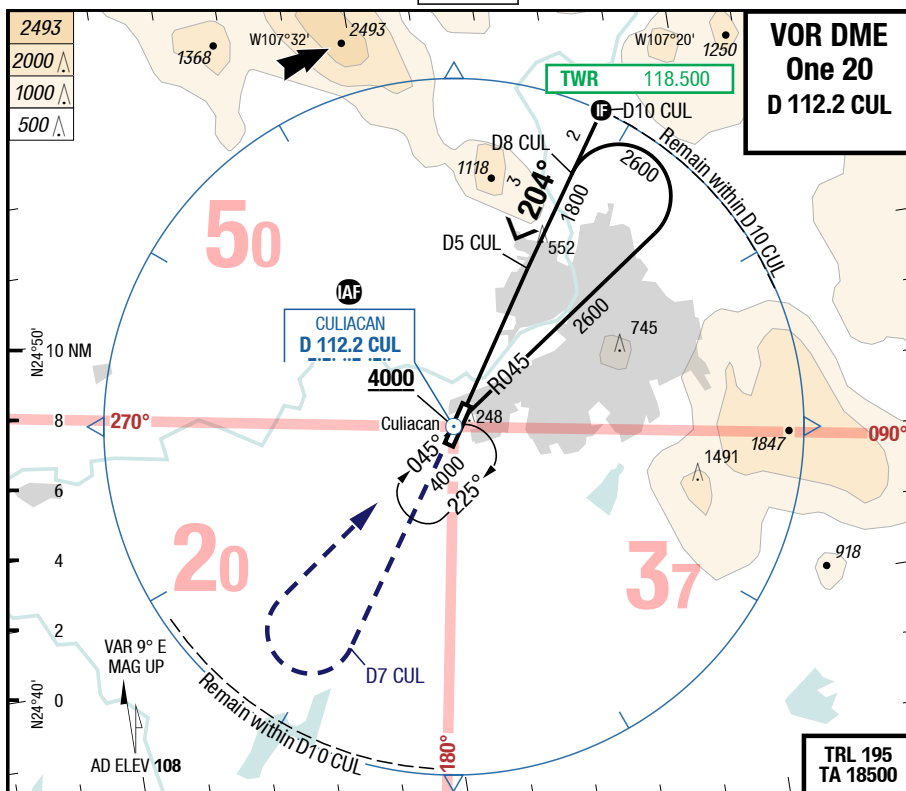 2493
2000
1000
500
1368
W107°32'
2493
W107°20'
1250
VOR DME
One 20
D 112.2 CUL
TWR 118.500
IF D10 CUL
2
D8 CUL
Remain within D10 CUL
2600
1118
3
204°
1800
50
D5 CUL
552
IAF
CULIACAN
D 112.2 CUL
2600
745
N24°50'
10 NM
4000
R045
8
270°
Culiacan
248
090°
1847
045°
4000
225°
1491
6
4
20
37
918
2
VAR 9° E
MAG UP
D7 CUL
N24°40'
0
Remain within D10 CUL
180°
AD ELEV 108
TRL 195
TA 18500